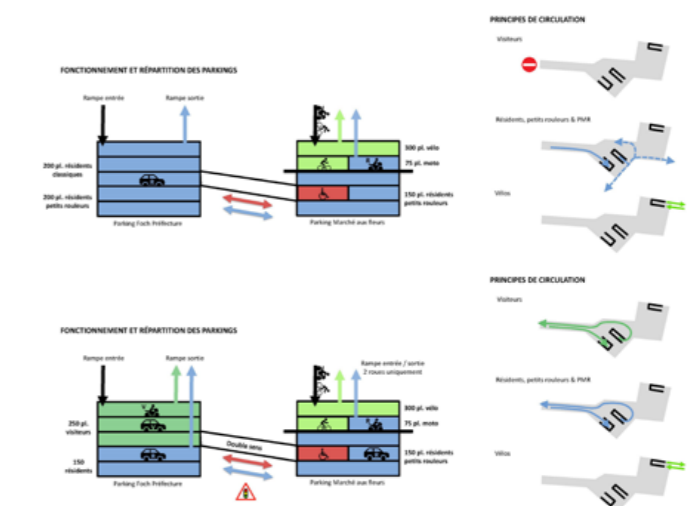 PRINCIPES DE CIRCULATION
Visiteurs
FONCTIONNEMENT ET RÉPARTITION DES PARKINGS
Rampe entrée
Rampe sortie
200 pl. résidents
classiques
200 pl. résidents
petits rouleurs
Parking Foch Préfecture
300 pl. vélo
75 pl. moto
150 pl. résidents
petits rouleurs
Parking Marché aux fleurs
Résidents, petits rouleurs & PMR
Vélos
PRINCIPES DE CIRCULATION
Visiteurs
FONCTIONNEMENT ET RÉPARTITION DES PARKINGS
Rampe entrée
Rampe sortie
Rampe entrée / sortie
2 roues uniquement
250 pl.
visiteurs
150
résidents
Parking Foch Préfecture
Double sens
300 pl. vélo
75 pl. moto
150 pl. résidents
petits rouleurs
Parking Marché aux fleurs
Résidents, petits rouleurs & PMR
Vélos